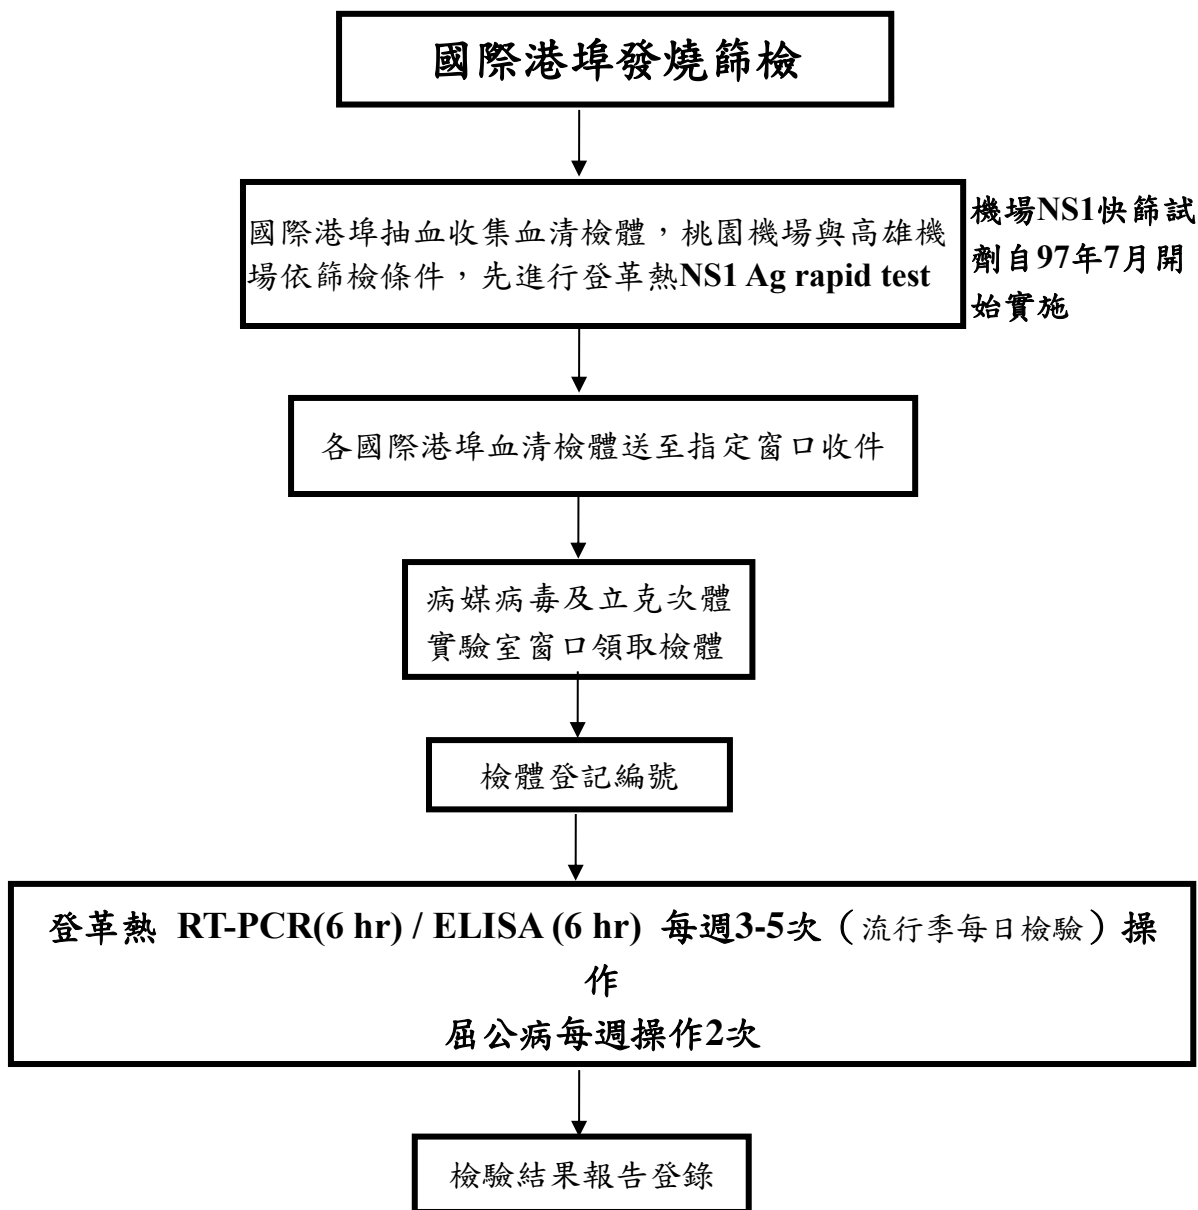 國際港埠發燒篩檢
國際港埠抽血收集血清檢體，桃園機場與高雄機
場依篩檢條件，先進行登革熱NS1 Ag rapid test
機場NS1快篩試
劑自97年7月開
始實施
各國際港埠血清檢體送至指定窗口收件
病媒病毒及立克次體
實驗室窗口領取檢體
檢體登記編號
登革熱 RT-PCR(6 hr) / ELISA (6 hr) 每週3-5次（流行季每日檢驗）操
作
屈公病每週操作2次
檢驗結果報告登錄